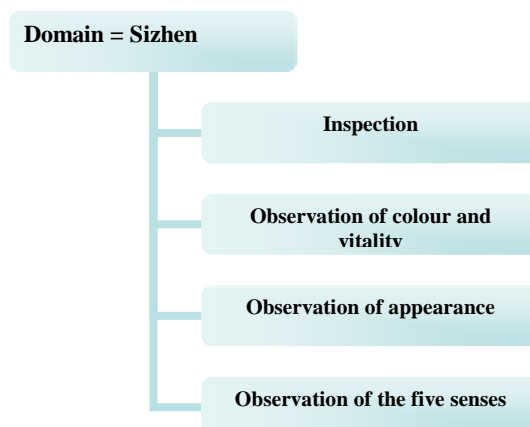 Domain = Sizhen
Inspection
Observation of colour and
vitality
Observation of appearance
Observation of the five senses